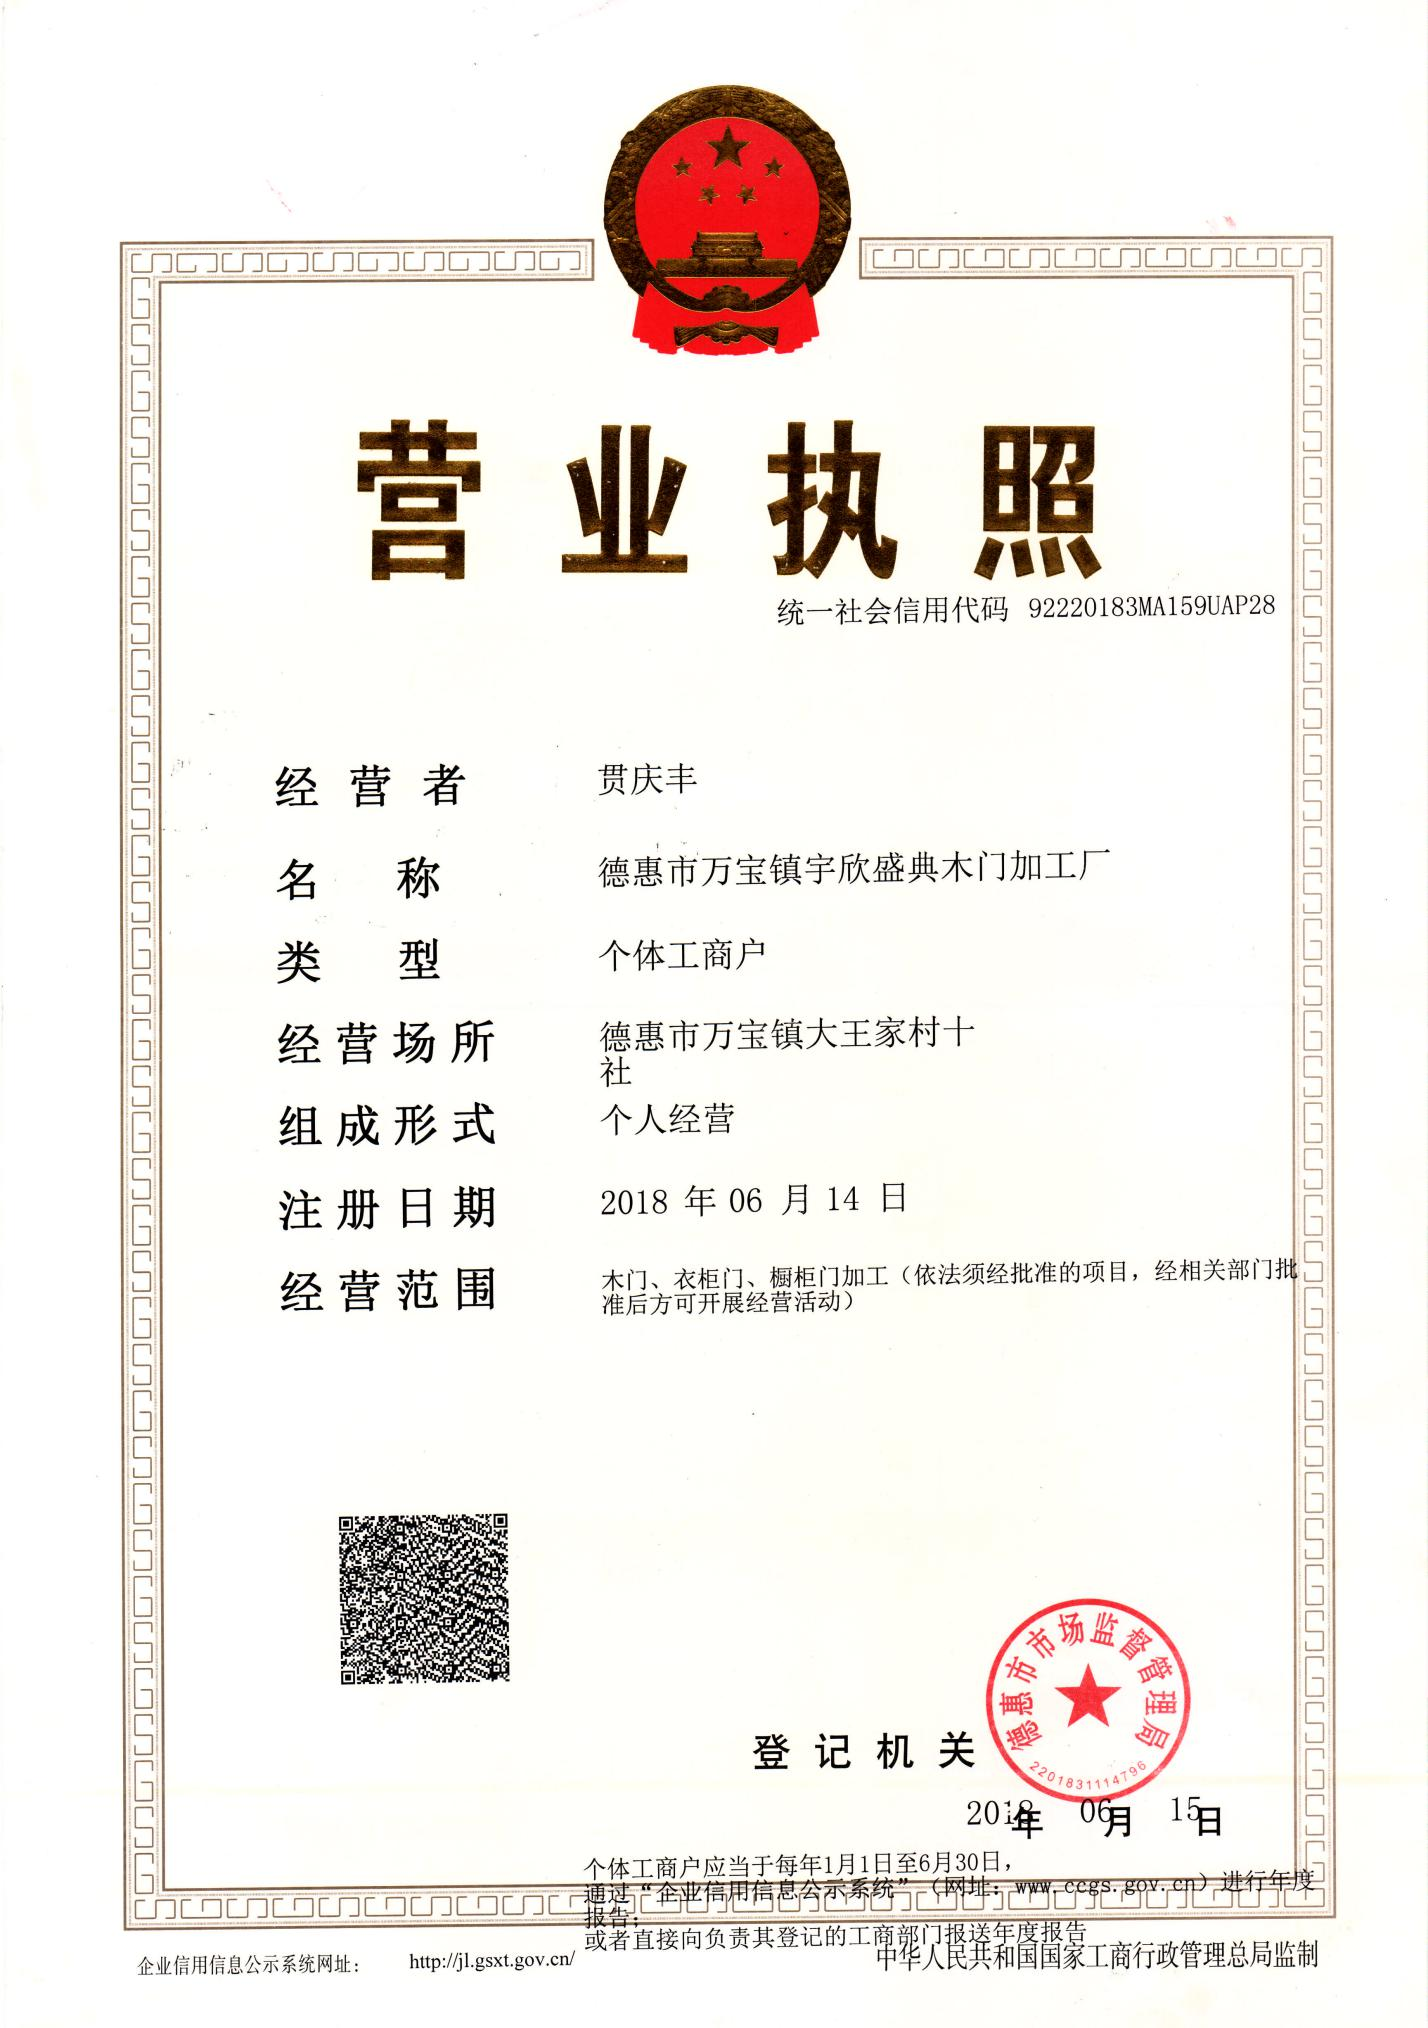 营业执照
统一社会信用代码 92220183MA159UAP28
经营者 贯庆丰
名称 德惠市万宝镇宇欣盛典木门加工厂
类型 个体工商户
经营场所 德惠市万宝镇大王家村十
社
组成形式 个人经营
注册日期 2018 年 06 月 14 日
经营范围 木门、衣柜门、橱柜门加工（依法须经批准的项目，经相关部门批
准后方可开展经营活动）
德惠市市场监督管理局
2201831114796
登记机关
2018年 06月 15日
个体工商户应当于每年1月1日至6月30日，
通过“企业信用信息公示系统”（网址：www.ccgs.gov.cn）进行年度
报告；
或者直接向负责其登记的工商部门报送年度报告
企业信用信息公示系统网址： http://jl.gsxt.gov.cn/
中华人民共和国国家工商行政管理总局监制